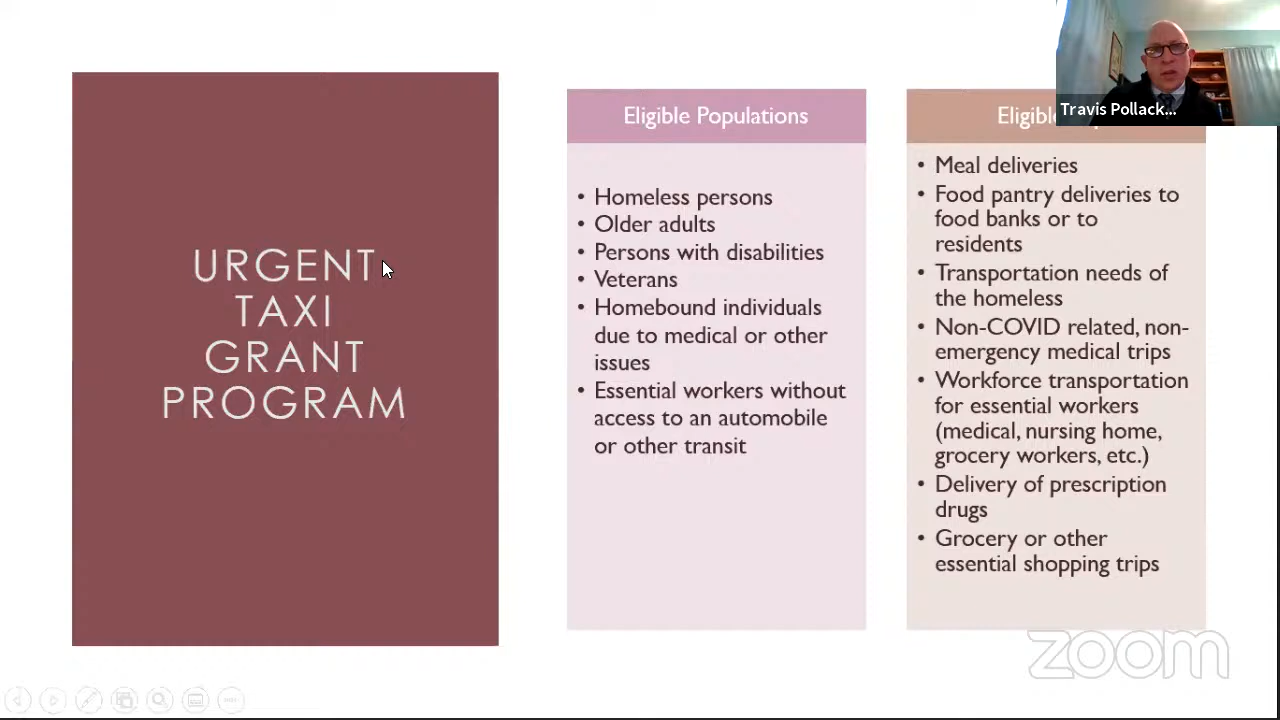 URGENT
TAXI
GRANT
PROGRAM
Eligible Populations
• Homeless persons
• Older adults
• Persons with disabilities
• Veterans
• Homebound individuals
due to medical or other
issues
• Essential workers without
access to an automobile
or other transit
• Meal deliveries
• Food pantry deliveries to
food banks or to
residents
• Transportation needs of
the homeless
• Non-COVID related, non-
emergency medical trips
• Workforce transportation
for essential workers
(medical, nursing home,
grocery workers, etc.)
• Delivery of prescription
drugs
• Grocery or other
essential shopping trips
Travis Pollack...
zoom